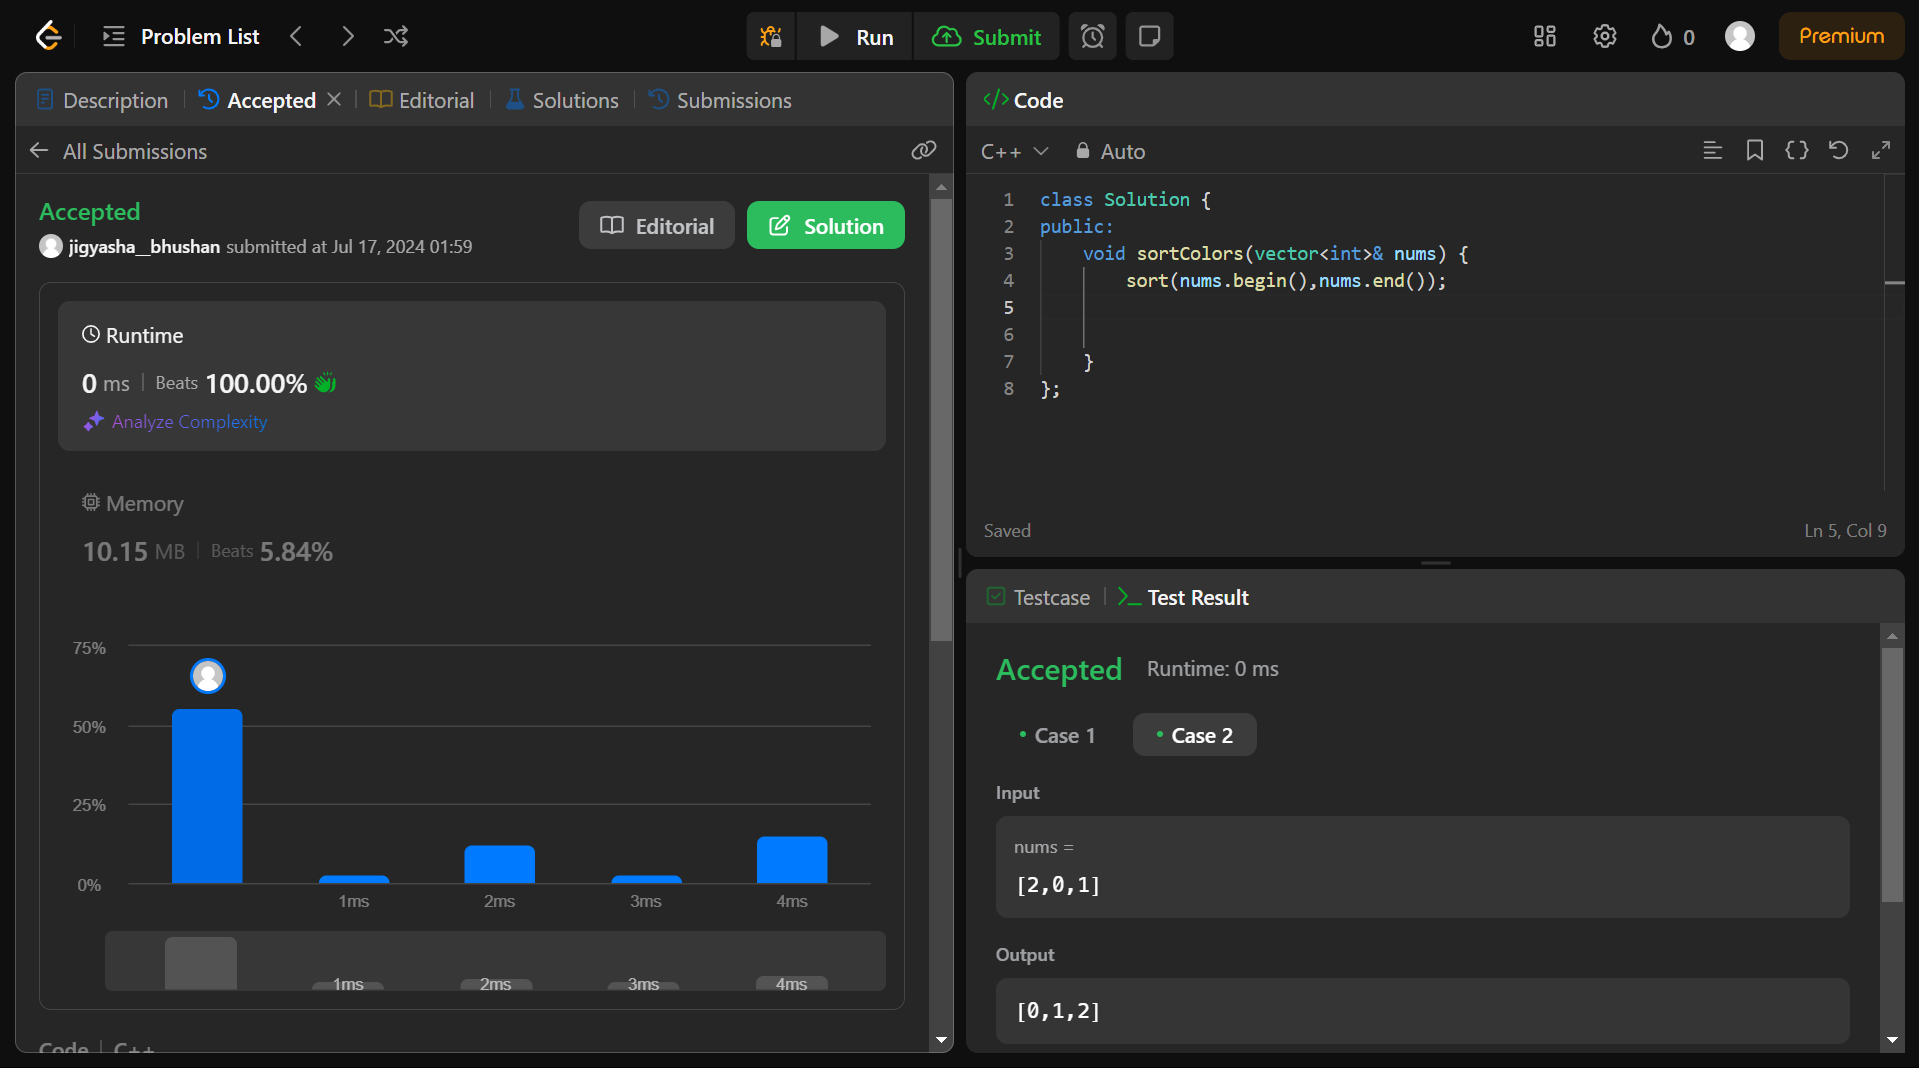 Problem List
Run
Submit
0
Premium
Description
Accepted
Editorial
Solutions
Submissions
All Submissions
Accepted
jigyasha_bhushan submitted at Jul 17, 2024 01:59
Editorial
Solution
Runtime
0 ms
Beats 100.00%
Analyze Complexity
Memory
10.15 MB
Beats 5.84%
75%
50%
25%
0%
1ms 2ms 3ms 4ms
1ms 2ms 3ms 4ms
Code | C++
</> Code
C++
Auto
1 class Solution {
2 public:
3     void sortColors(vector<int>& nums) {
4         sort(nums.begin(),nums.end());
5
6
7     }
8 };
Saved
Ln 5, Col 9
Testcase
>_ Test Result
Accepted Runtime: 0 ms
• Case 1 • Case 2
Input
nums =
[2,0,1]
Output
[0,1,2]